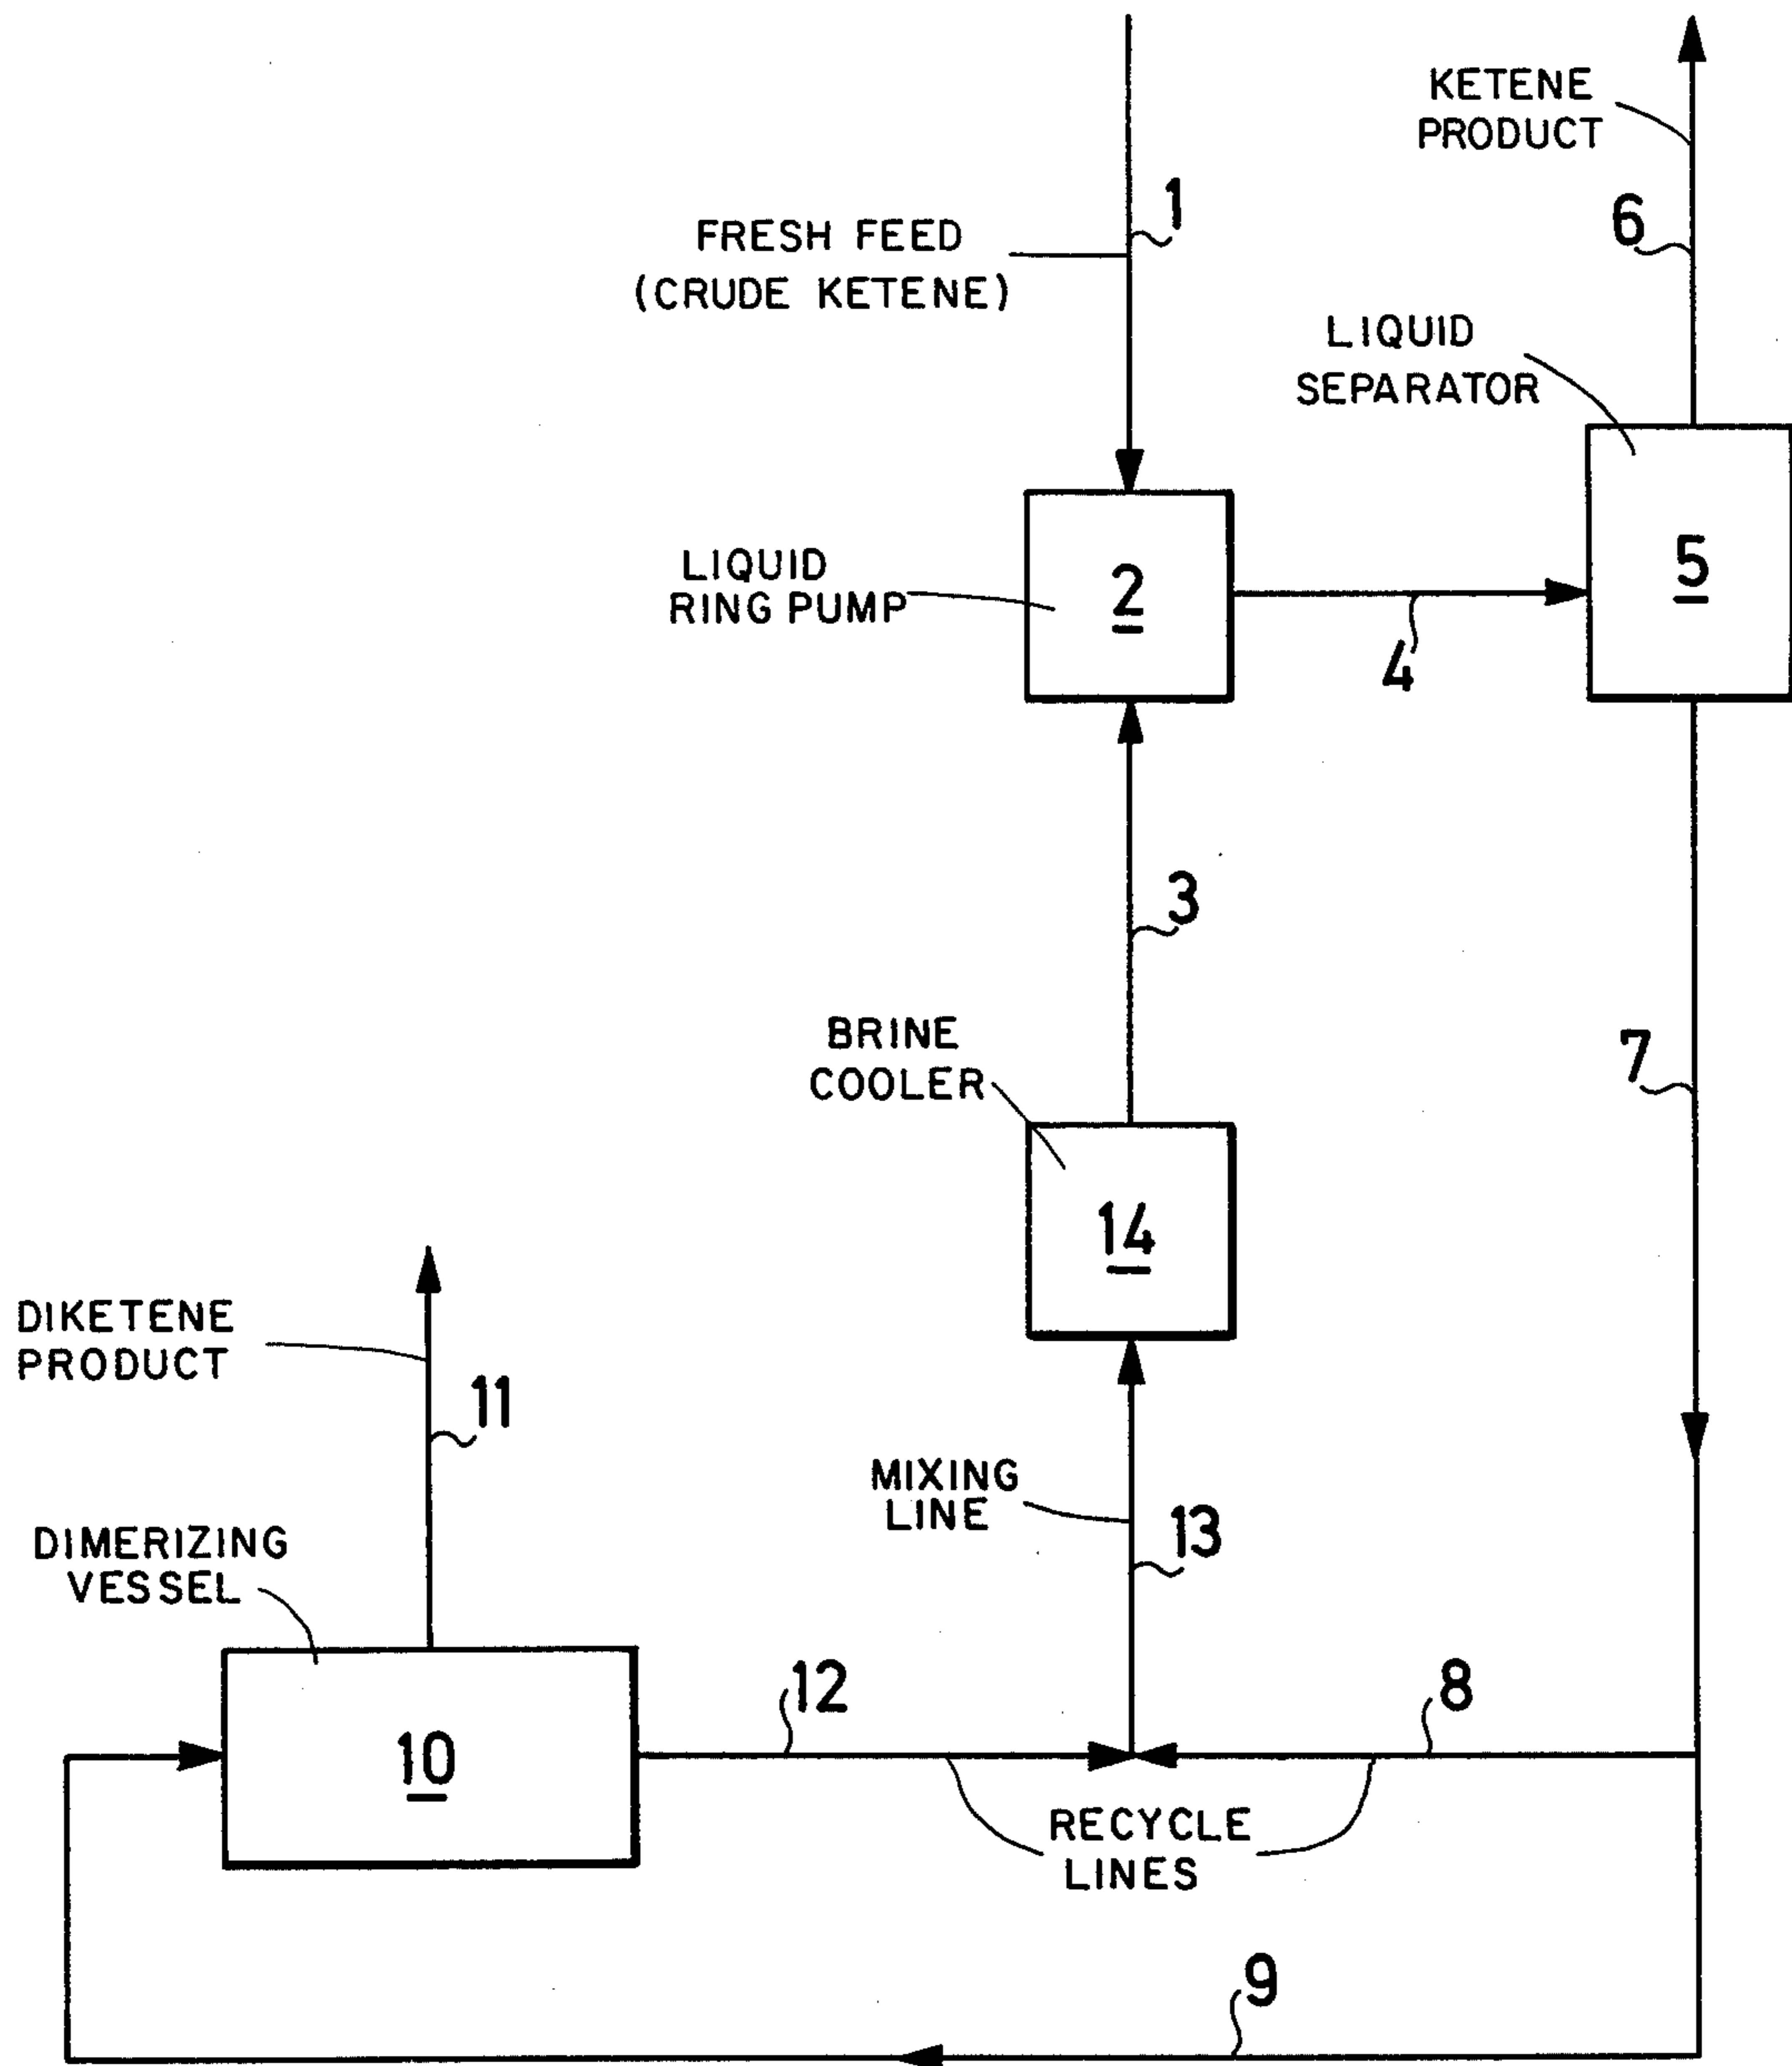 KETENE
PRODUCT
1
6
FRESH FEED
(CRUDE KETENE)
LIQUID
SEPARATOR
LIQUID
RING PUMP
2
5
4
3
BRINE
COOLER
7
14
DIKETENE
PRODUCT
11
MIXING
LINE
13
DIMERIZING
VESSEL
12
8
10
RECYCLE
LINES
9